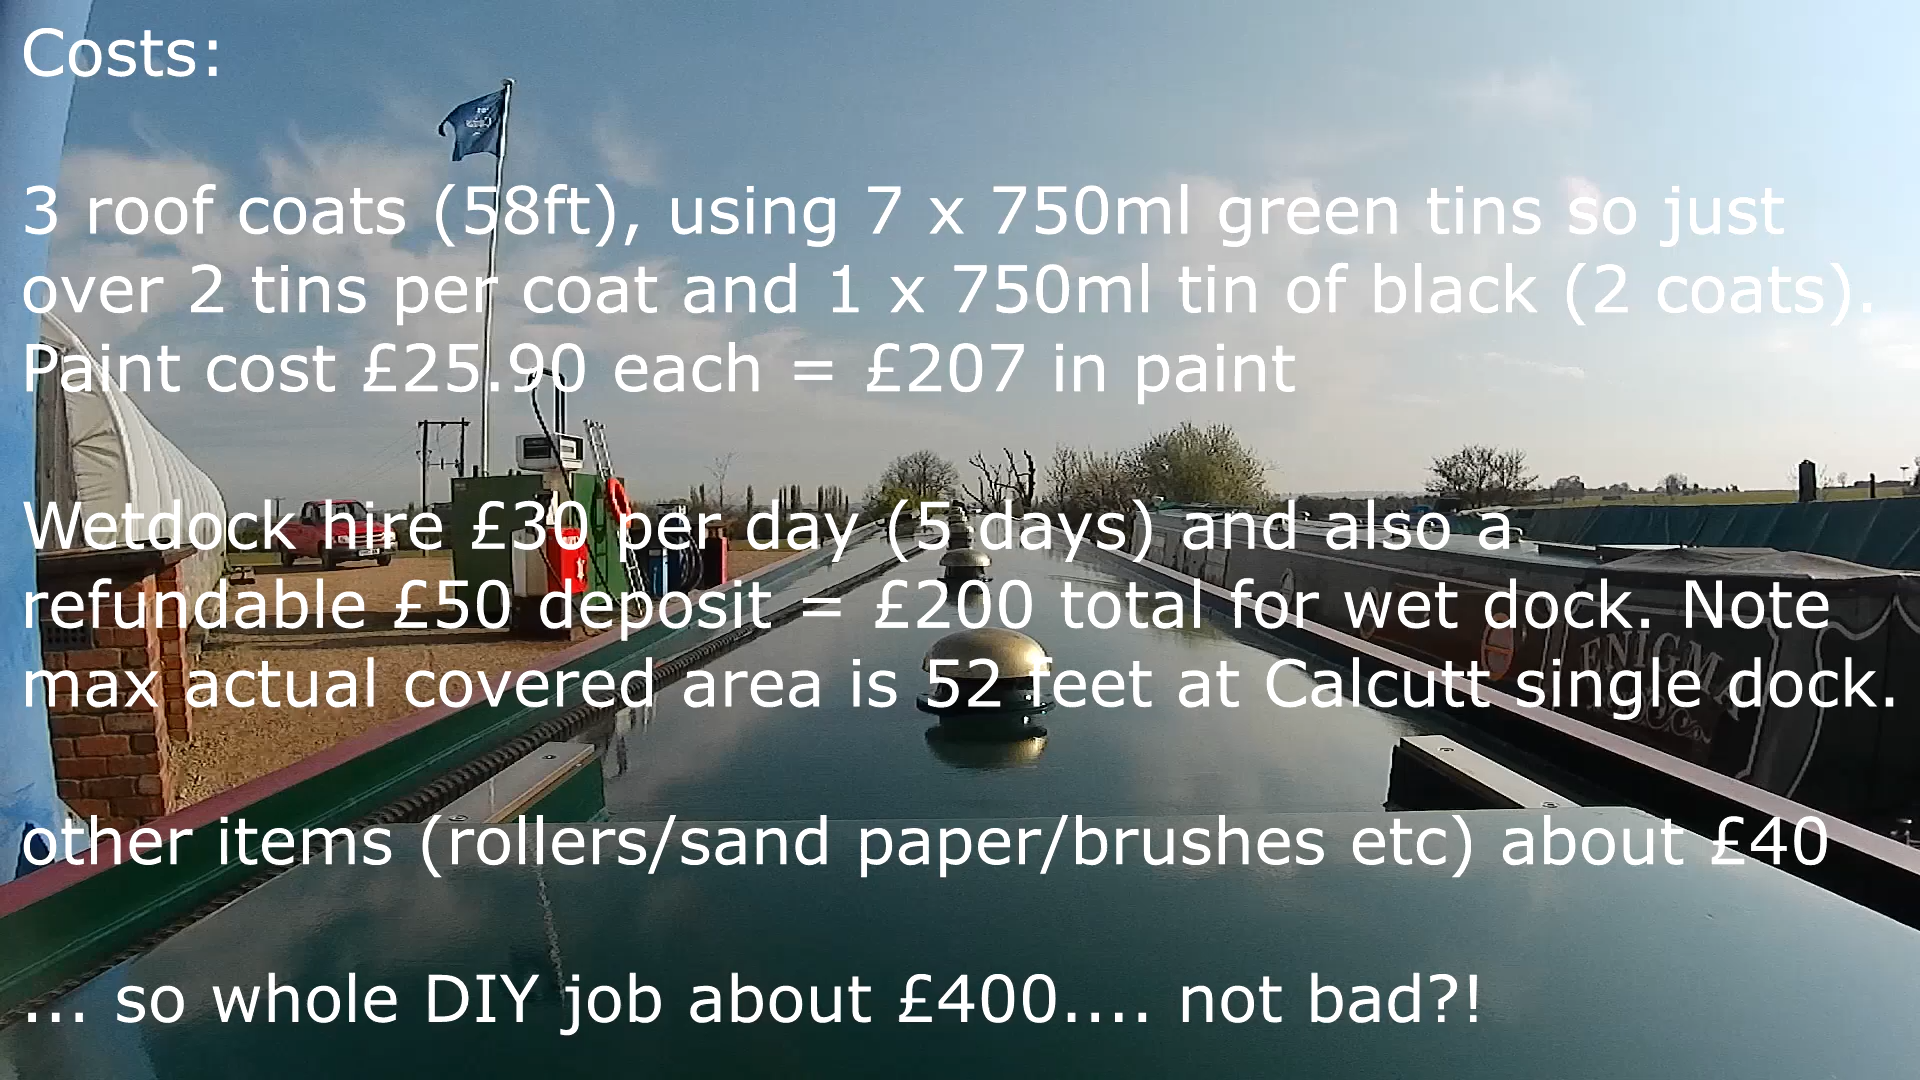 Costs:
3 roof coats (58ft), using 7 x 750ml green tins so just
over 2 tins per coat and 1 x 750ml tin of black (2 coats).
Paint cost £25.90 each = £207 in paint
Wetdock hire £30 per day (5 days) and also a
refundable £50 deposit = £200 total for wet dock. Note
max actual covered area is 52 feet at Calcutt single dock.
other items (rollers/sand paper/brushes etc) about £40
... so whole DIY job about £400.... not bad?!
ENIGMA